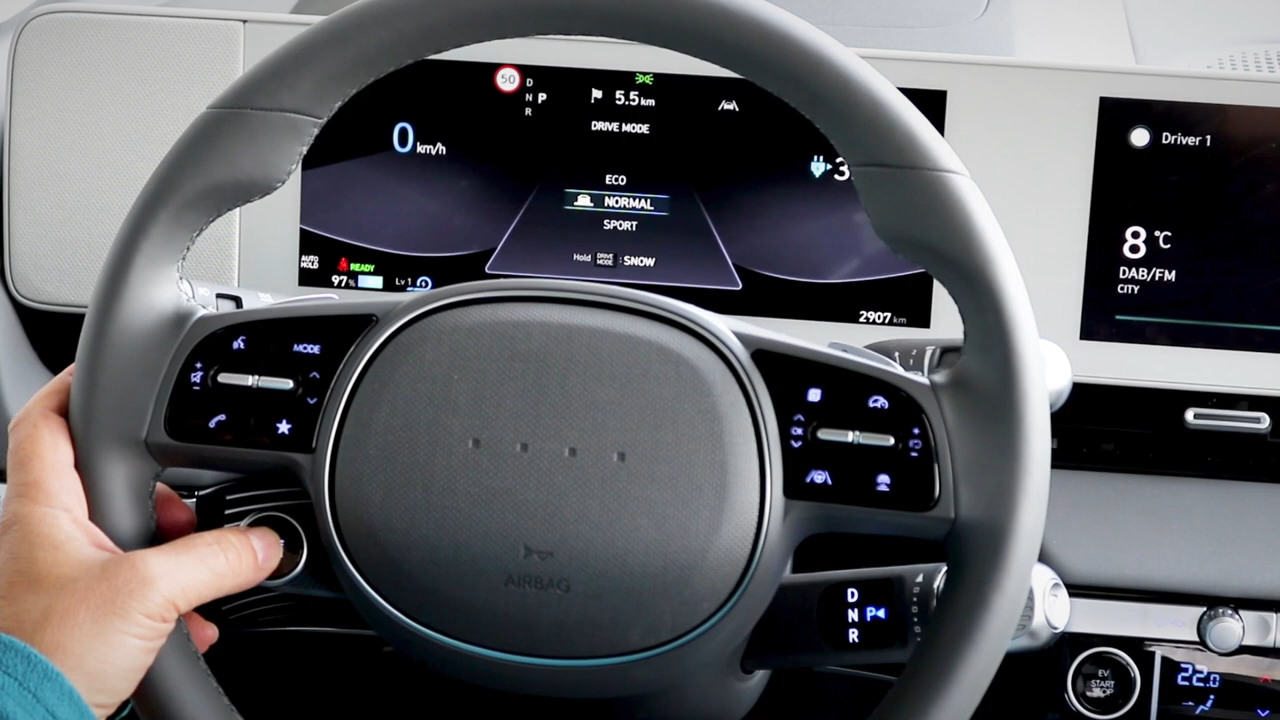 50
D
N P
R
5.5 km
DRIVE MODE
0 km/h
ECO
NORMAL
SPORT
Hold DRIVE MODE : SNOW
3
AUTO HOLD
READY
97 %
Lv 1
2907 km
Driver 1
8 °C
DAB/FM
CITY
MODE
OK
AIRBAG
D
N P
R
EV
START
STOP
22.0